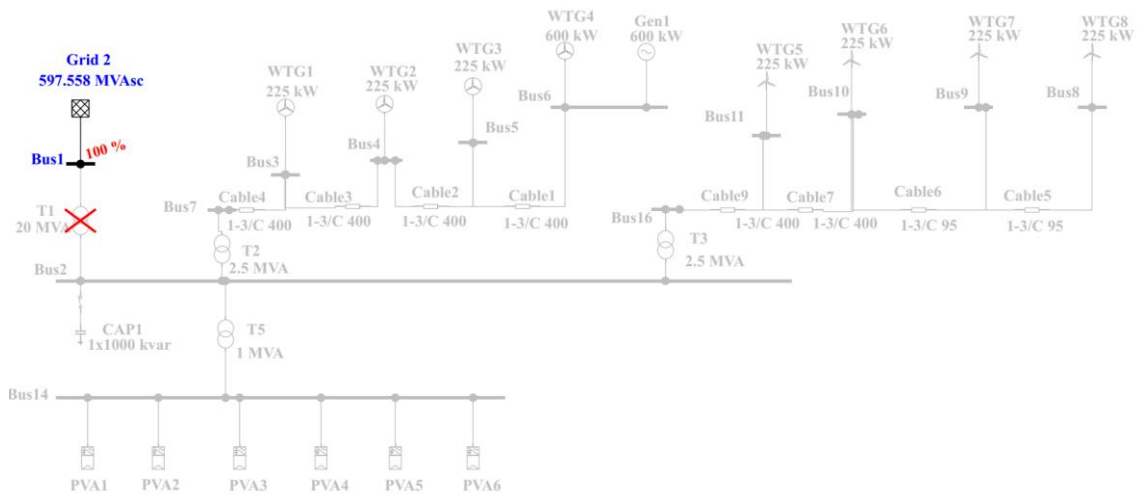 WTG4
600 kW
Gen1
600 kW
WTG7
225 kW
WTG8
225 kW
WTG6
225 kW
WTG5
225 kW
WTG3
225 kW
WTG2
225 kW
WTG1
225 kW
Grid 2
597.558 MVAsc
Bus6
Bus10
Bus9
Bus8
Bus11
Bus5
Bus4
Bus3
Bus1
100 %
Cable4
Cable3
Cable2
Cable1
Cable9
Cable7
Cable6
Cable5
Bus7
Bus16
1-3/C 400
1-3/C 400
1-3/C 400
1-3/C 400
1-3/C 400
1-3/C 400
1-3/C 95
1-3/C 95
T1
20 MVA
T2
2.5 MVA
T3
2.5 MVA
Bus2
CAP1
1x1000 kvar
T5
1 MVA
Bus14
PVA1
PVA2
PVA3
PVA4
PVA5
PVA6